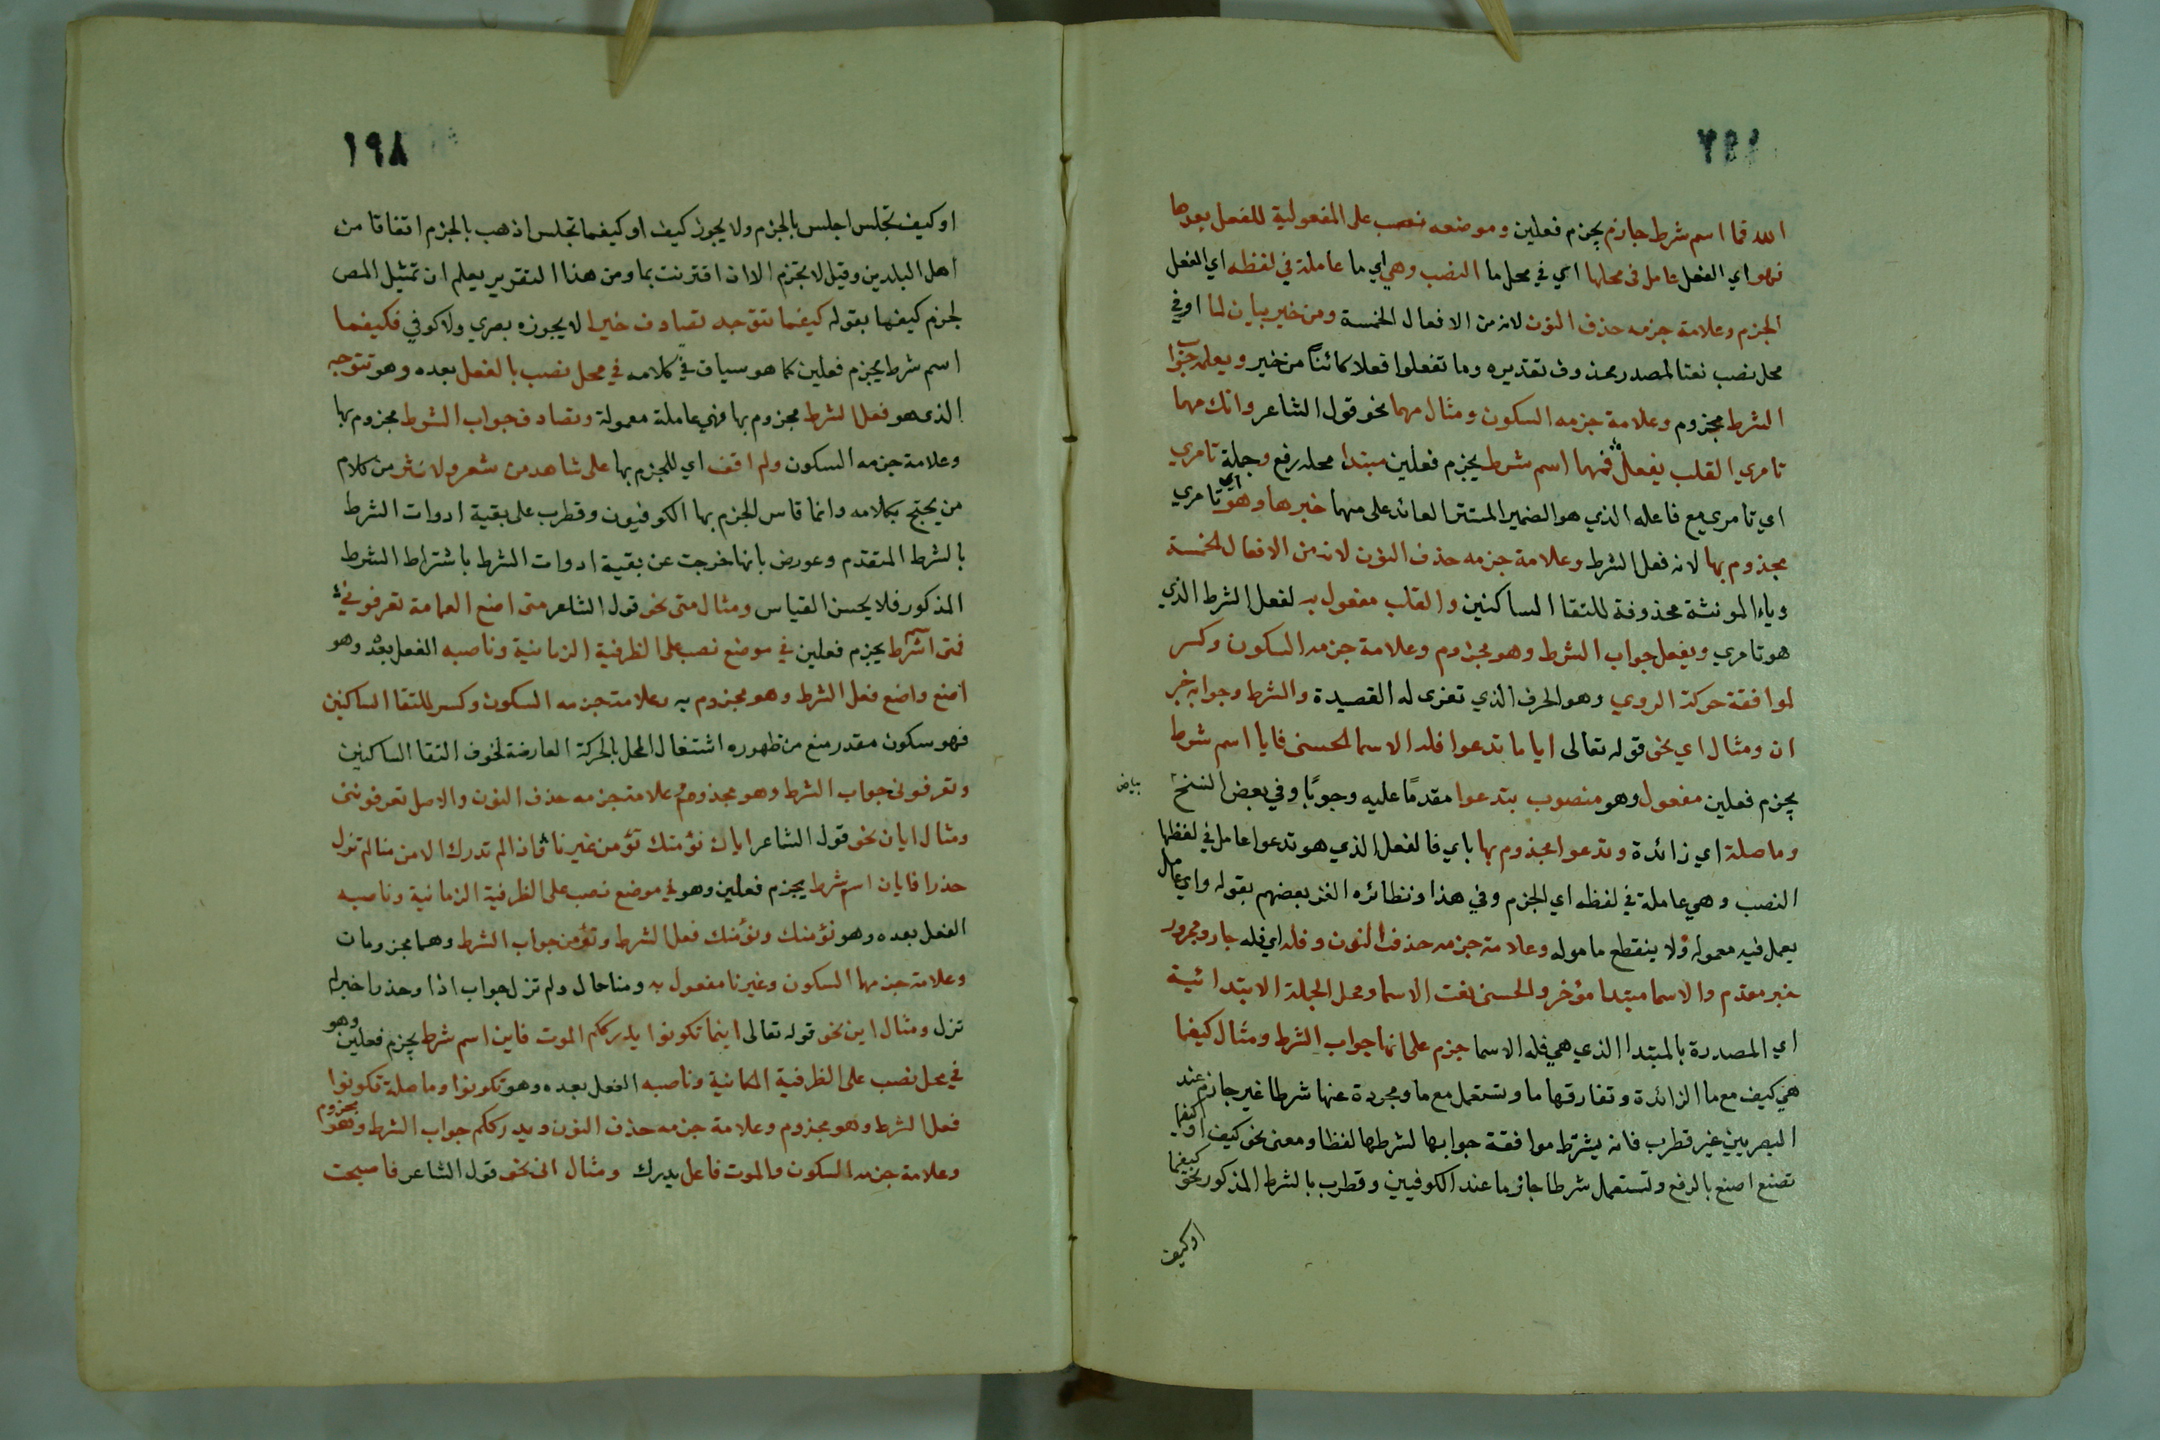 الله فما اسم شرط جازم يجزم فعلين وموضعه نصب على المفعولية للفعل بعدها
فهو اي الفعل عامل في محلها اي في محل ما النصب وهي اي ما عاملة في لفظه اي الفعل
الجزم وعلامة جزمه حذف النون لانه من الافعال الخمسة ومن خير بيان لما اوفي
محل نصب نعتا لمصدر محذوف تقديره وما تفعلوا فعلا كائنا من خير ويعلمه جواب
الشرط مجزوم وعلامة جزمه السكون ومثال مهما نحو قول الشاعر وانك مهما
تامري القلب يفعل فمهما اسم شرط يجزم فعلين مبتدا محله رفع وجملة تامري
اي تامري مع فاعله الذي هو الضمير المستتر العائد على مهما خبرها وهو اي تامري
مجذوم بها لانه فعل الشرط وعلامة جزمه حذف النون لانه من الافعال الخمسة
وياء المونثة محذوفة للتقا الساكنين والقلب مفعول به لفعل الشرط الذي
هو تامري ويفعل جواب الشرط وهو مجزوم وعلامة جزمه السكون وكسر
لموافقة حركة الروي وهو الحرف الذي تعزى له القصيدة والشرط وجوابه خبر
ان ومثال اي نحو قوله تعالى ايا ما تدعوا فله الاسما الحسنى فايا اسم شرط
يجزم فعلين مفعول وهو منصوب بتدعوا مقدمًا عليه وجوبًا وفي بعض النسخ
بياض
وما صلة اي زائدة وتدعوا مجذوم بها باي فالفعل الذي هو تدعوا عامل في لفظها
النصب وهي عاملة في لفظه اي الجزم وفي هذا ونظائره الغز بعضهم بقوله واي عامل
يعمل فيه معموله ولا ينقطع ماموله وعلامة جزمه حذف النون وفله اي فله جار ومجرور
خبر مقدم والاسما مبتدا مؤخر والحسنى نعت الاسما ومحل الجملة الابتدائية
اي المصدرة بالمبتدا الذي هي فله الاسما جزم على انها جواب الشرط ومثال كيفما
هي كيف مع ما الزائدة وتفارقها ما وتستعمل مع ما ومجردة عنها شرطا غير جازم عند
البصريين غير قطرب فانه يشترط موافقة جوابها لشرطها لفظا ومعنى نحو كيف او كيفما
تصنع اصنع بالرفع وتستعمل شرطا جازما عند الكوفيين وقطرب بالشرط المذكور نحو كيفما
اوكيف
١٩٨
او كيف تجلس اجلس بالجزم ولا يجوز كيف او كيفما تجلس اذهب بالجزم اتفاقا من
اهل البلدين وقيل لا تجزم الا ان اقترنت بما ومن هذا التقرير يعلم ان تمثيل المص
لجزم كيفها بقوله كيفما تتوجه تصادف خيرا لا يجوزه بصري ولا كوفي فكيفما
اسم شرط يجزم فعلين كما هو سياق في كلامه في محل نصب بالفعل بعده وهو تتوجه
الذي هو فعل الشرط مجزوم بها فهي عاملة معمولة وتصادف جواب الشرط مجزوم بها
وعلامة جزمه السكون ولم اقف اي للجزم بها على شاهد من شعر ولا نثر من كلام
من يحتج بكلامه وانما قاس للجزم بها الكوفيون وقطرب على بقية ادوات الشرط
بالشرط المتقدم وعورض بانها خرجت عن بقية ادوات الشرط باشتراط الشرط
المذكور فلا يحسن القياس ومثال متى نحو قول الشاعر متى اضع العمامة تعرفوني
فمتى اسم شرط يجزم فعلين في موضع نصب على الظرفية الزمانية وناصبه الفعل بعده وهو
اضع واضع فعل الشرط وهو مجزوم به وعلامة جزمه السكون وكسر للتقا الساكنين
فهو سكون مقدر منع من ظهوره اشتغال المحل بالحركة العارضة لخوف التقا الساكنين
وتعرفوني جواب الشرط وهو مجذوم وعلامة جزمه حذف النون والاصل تعرفونني
ومثال ايان نحو قول الشاعر ايان نؤمنك تؤمن غيرنا واذا لم تدرك الامن منا لم تزل
حذرا فايان اسم شرط يجزم فعلين وهو في موضع نصب على الظرفية الزمانية وناصبه
الفعل بعده وهو نؤمنك ونؤمنك فعل الشرط وتؤمن جواب الشرط وهما مجزومان
وعلامة جزمهما السكون وغيرنا مفعول به ومنا حال ولم تزل جواب اذا وحذرا خبر لم
تزل ومثال اين نحو قوله تعالى اينما تكونوا يدرككم الموت فاين اسم شرط يجزم فعلين وهو
في محل نصب على الظرفية المكانية وناصبه الفعل بعده وهو تكونوا وما صلة تكونوا
فعل الشرط وهو مجذوم وعلامة جزمه حذف النون ويدرككم جواب الشرط وهو مجزوم
وعلامة جزمه السكون والموت فاعل يدرك ومثال انى نحو قول الشاعر فاصبحت